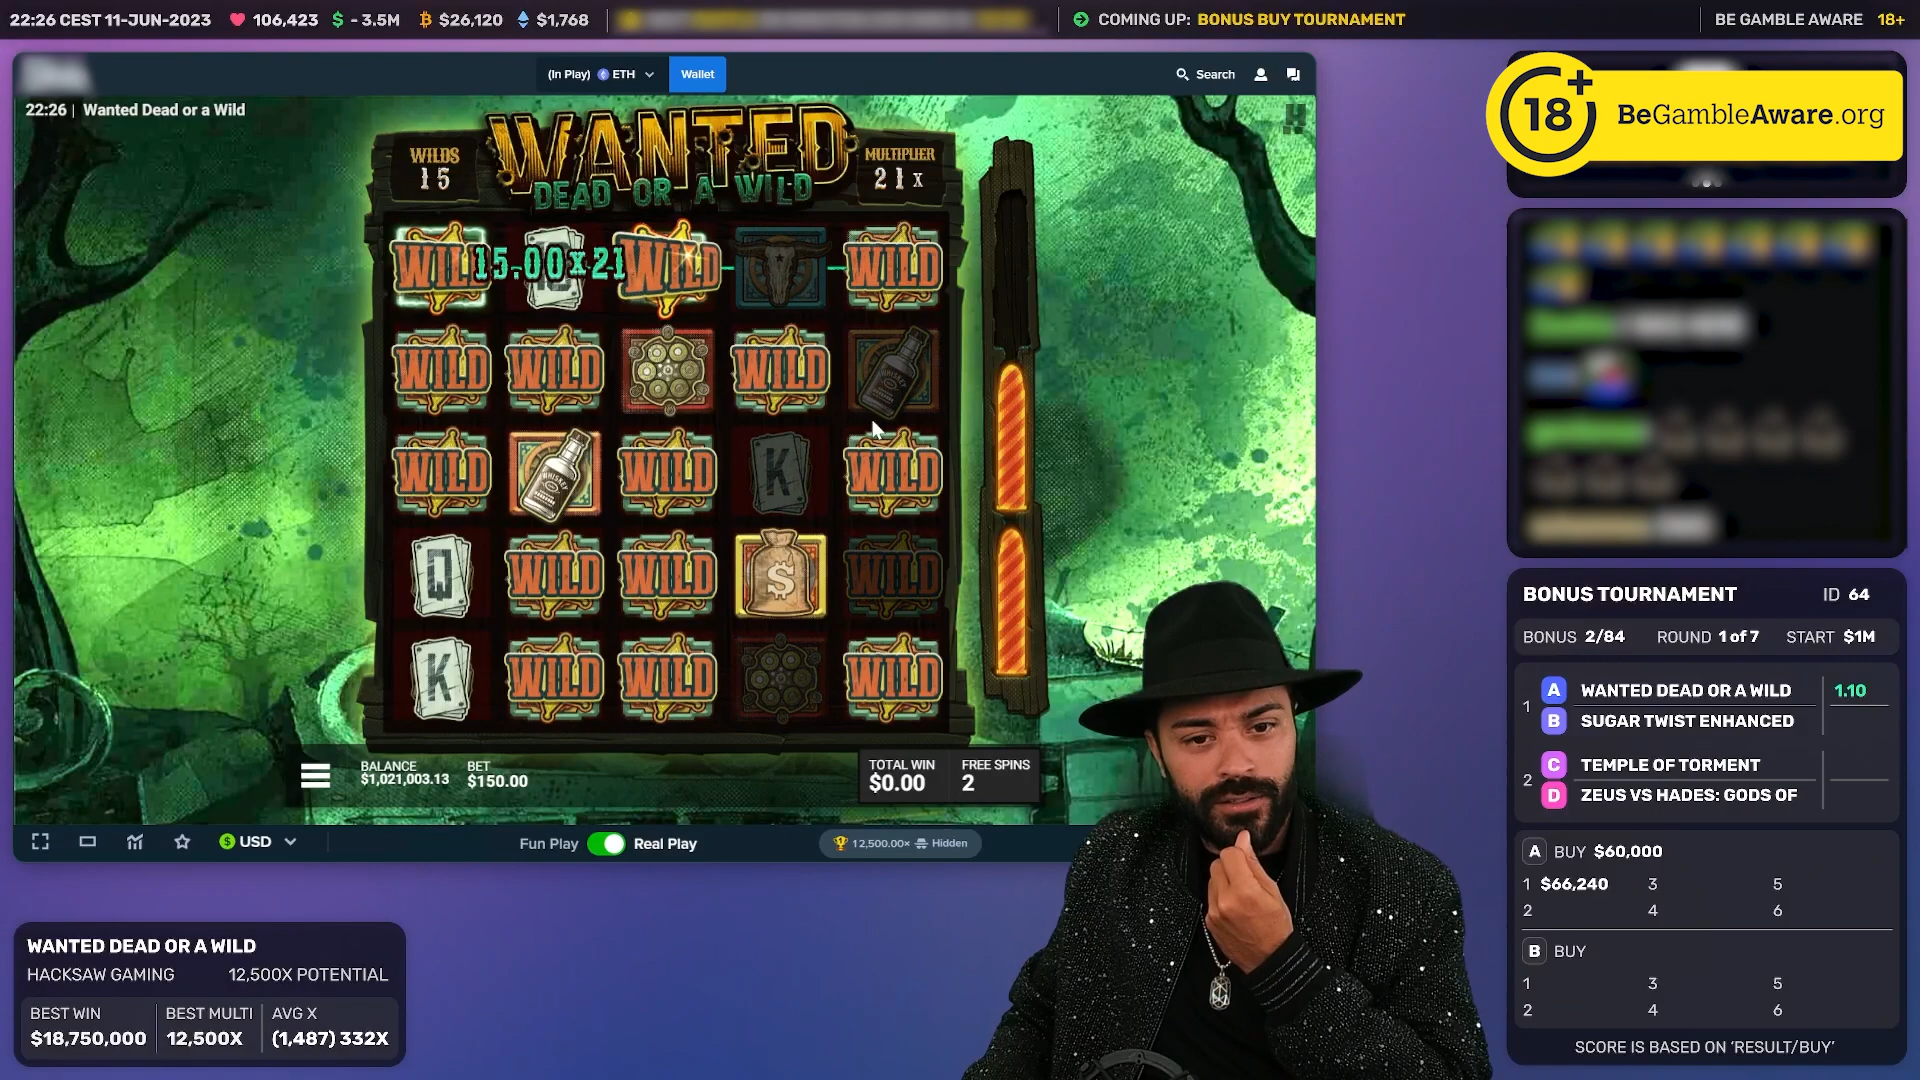 22:26 CEST 11-JUN-2023 106,423 $ - 3.5M $26,120 $1,768
COMING UP: BONUS BUY TOURNAMENT
BE GAMBLE AWARE 18+
(In Play) ETH Wallet Search
18+ BeGambleAware.org
22:26 | Wanted Dead or a Wild
WANTED
DEAD OR A WILD
WILDS
15
MULTIPLIER
21x
WILD 15.00x21 WILD WILD
WILD WILD WILD WHISKEY
WILD WHISKEY WILD K WILD
Q WILD WILD $ WILD
K WILD WILD WILD
BALANCE
$1,021,003.13
BET
$150.00
TOTAL WIN
$0.00
FREE SPINS
2
USD Fun Play Real Play 12,500.00× Hidden
WANTED DEAD OR A WILD
HACKSAW GAMING 12,500X POTENTIAL
BEST WIN BEST MULTI AVG X
$18,750,000 12,500X (1,487) 332X
BONUS TOURNAMENT ID 64
BONUS 2/84 ROUND 1 of 7 START $1M
1 A WANTED DEAD OR A WILD 1.10
B SUGAR TWIST ENHANCED
2 C TEMPLE OF TORMENT
D ZEUS VS HADES: GODS OF
A BUY $60,000
1 $66,240 3 5
2 4 6
B BUY
1 3 5
2 4 6
SCORE IS BASED ON 'RESULT/BUY'